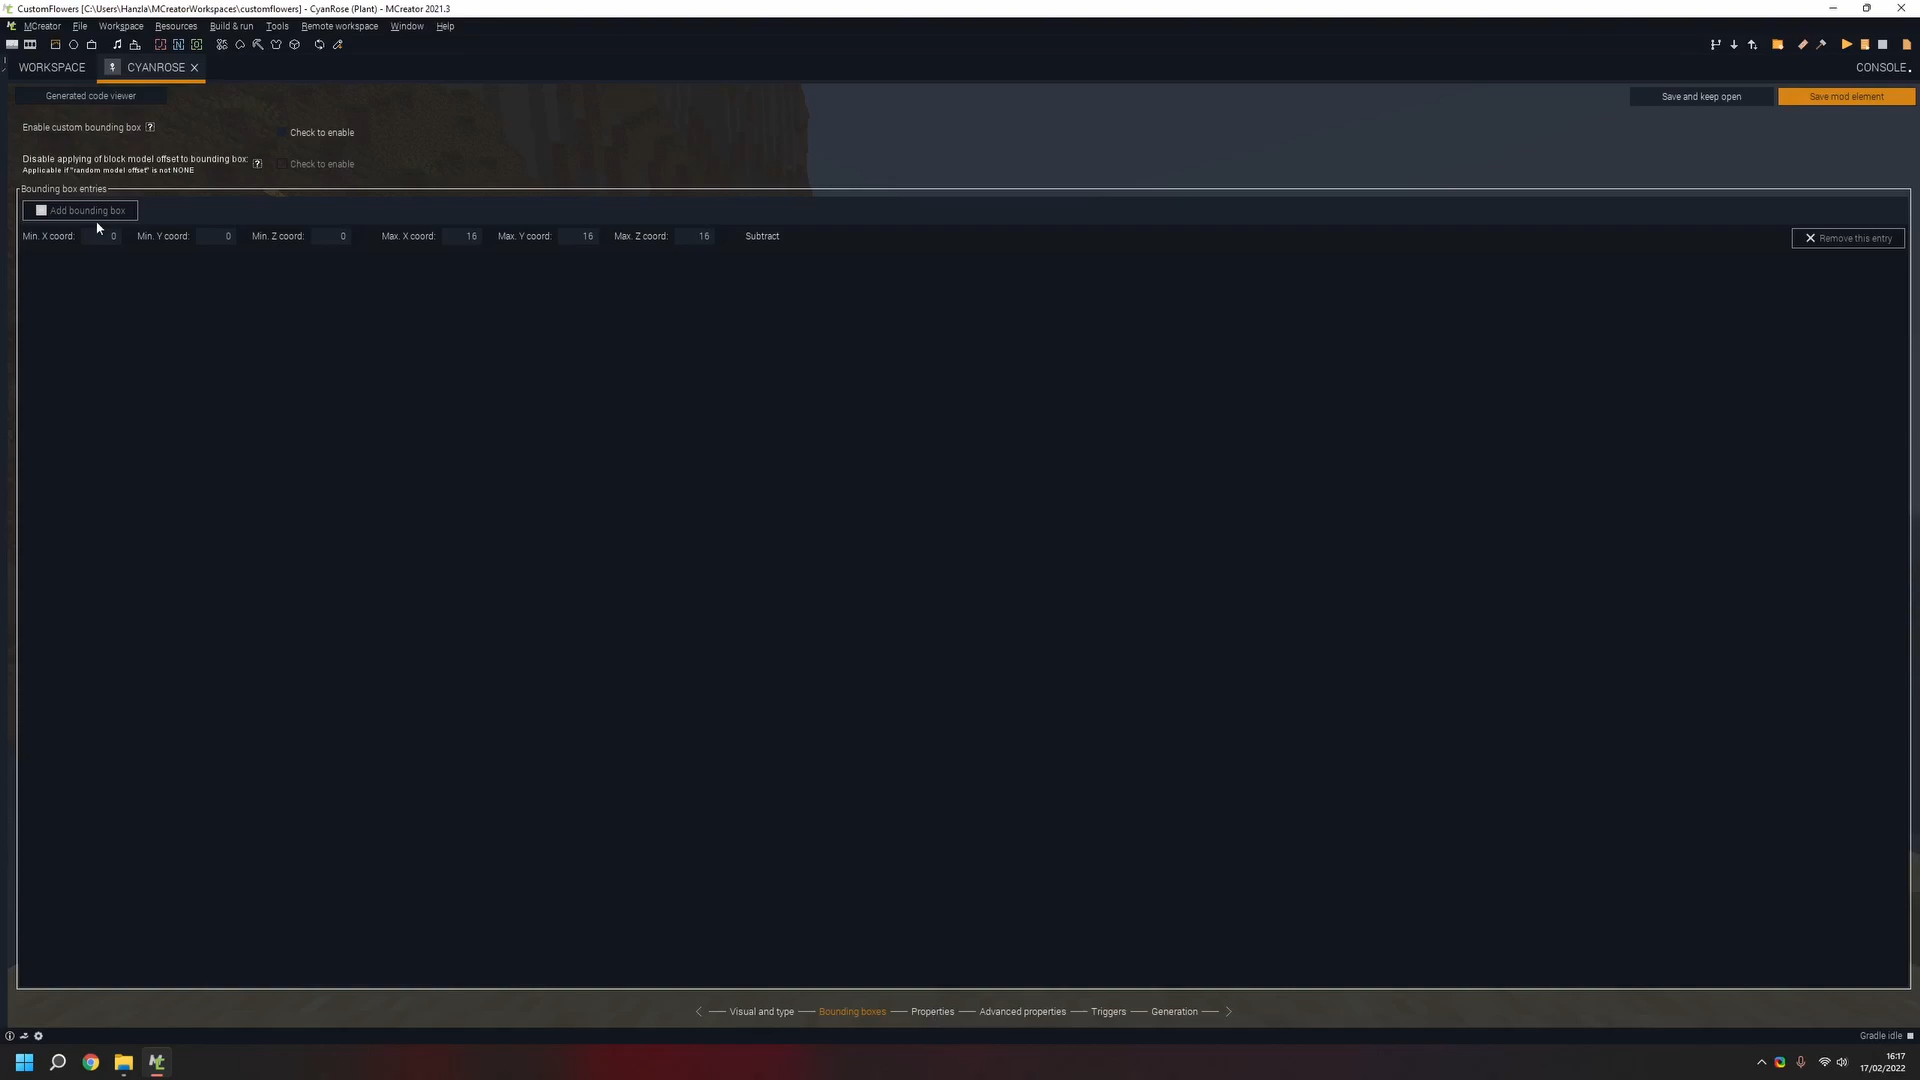 CustomFlowers [C:\Users\Hanzla\MCreatorWorkspaces\customflowers] - CyanRose (Plant) - MCreator 2021.3
MCreator File Workspace Resources Build & run Tools Remote workspace Window Help
WORKSPACE CYANROSE CONSOLE
Generated code viewer Save and keep open Save mod element
Enable custom bounding box ? Check to enable
Disable applying of block model offset to bounding box: ? Check to enable
Applicable if "random model offset" is not NONE
Bounding box entries
Add bounding box
Min. X coord: 0 Min. Y coord: 0 Min. Z coord: 0 Max. X coord: 16 Max. Y coord: 16 Max. Z coord: 16 Subtract Remove this entry
Visual and type Bounding boxes Properties Advanced properties Triggers Generation
Gradle idle
16:17
17/02/2022